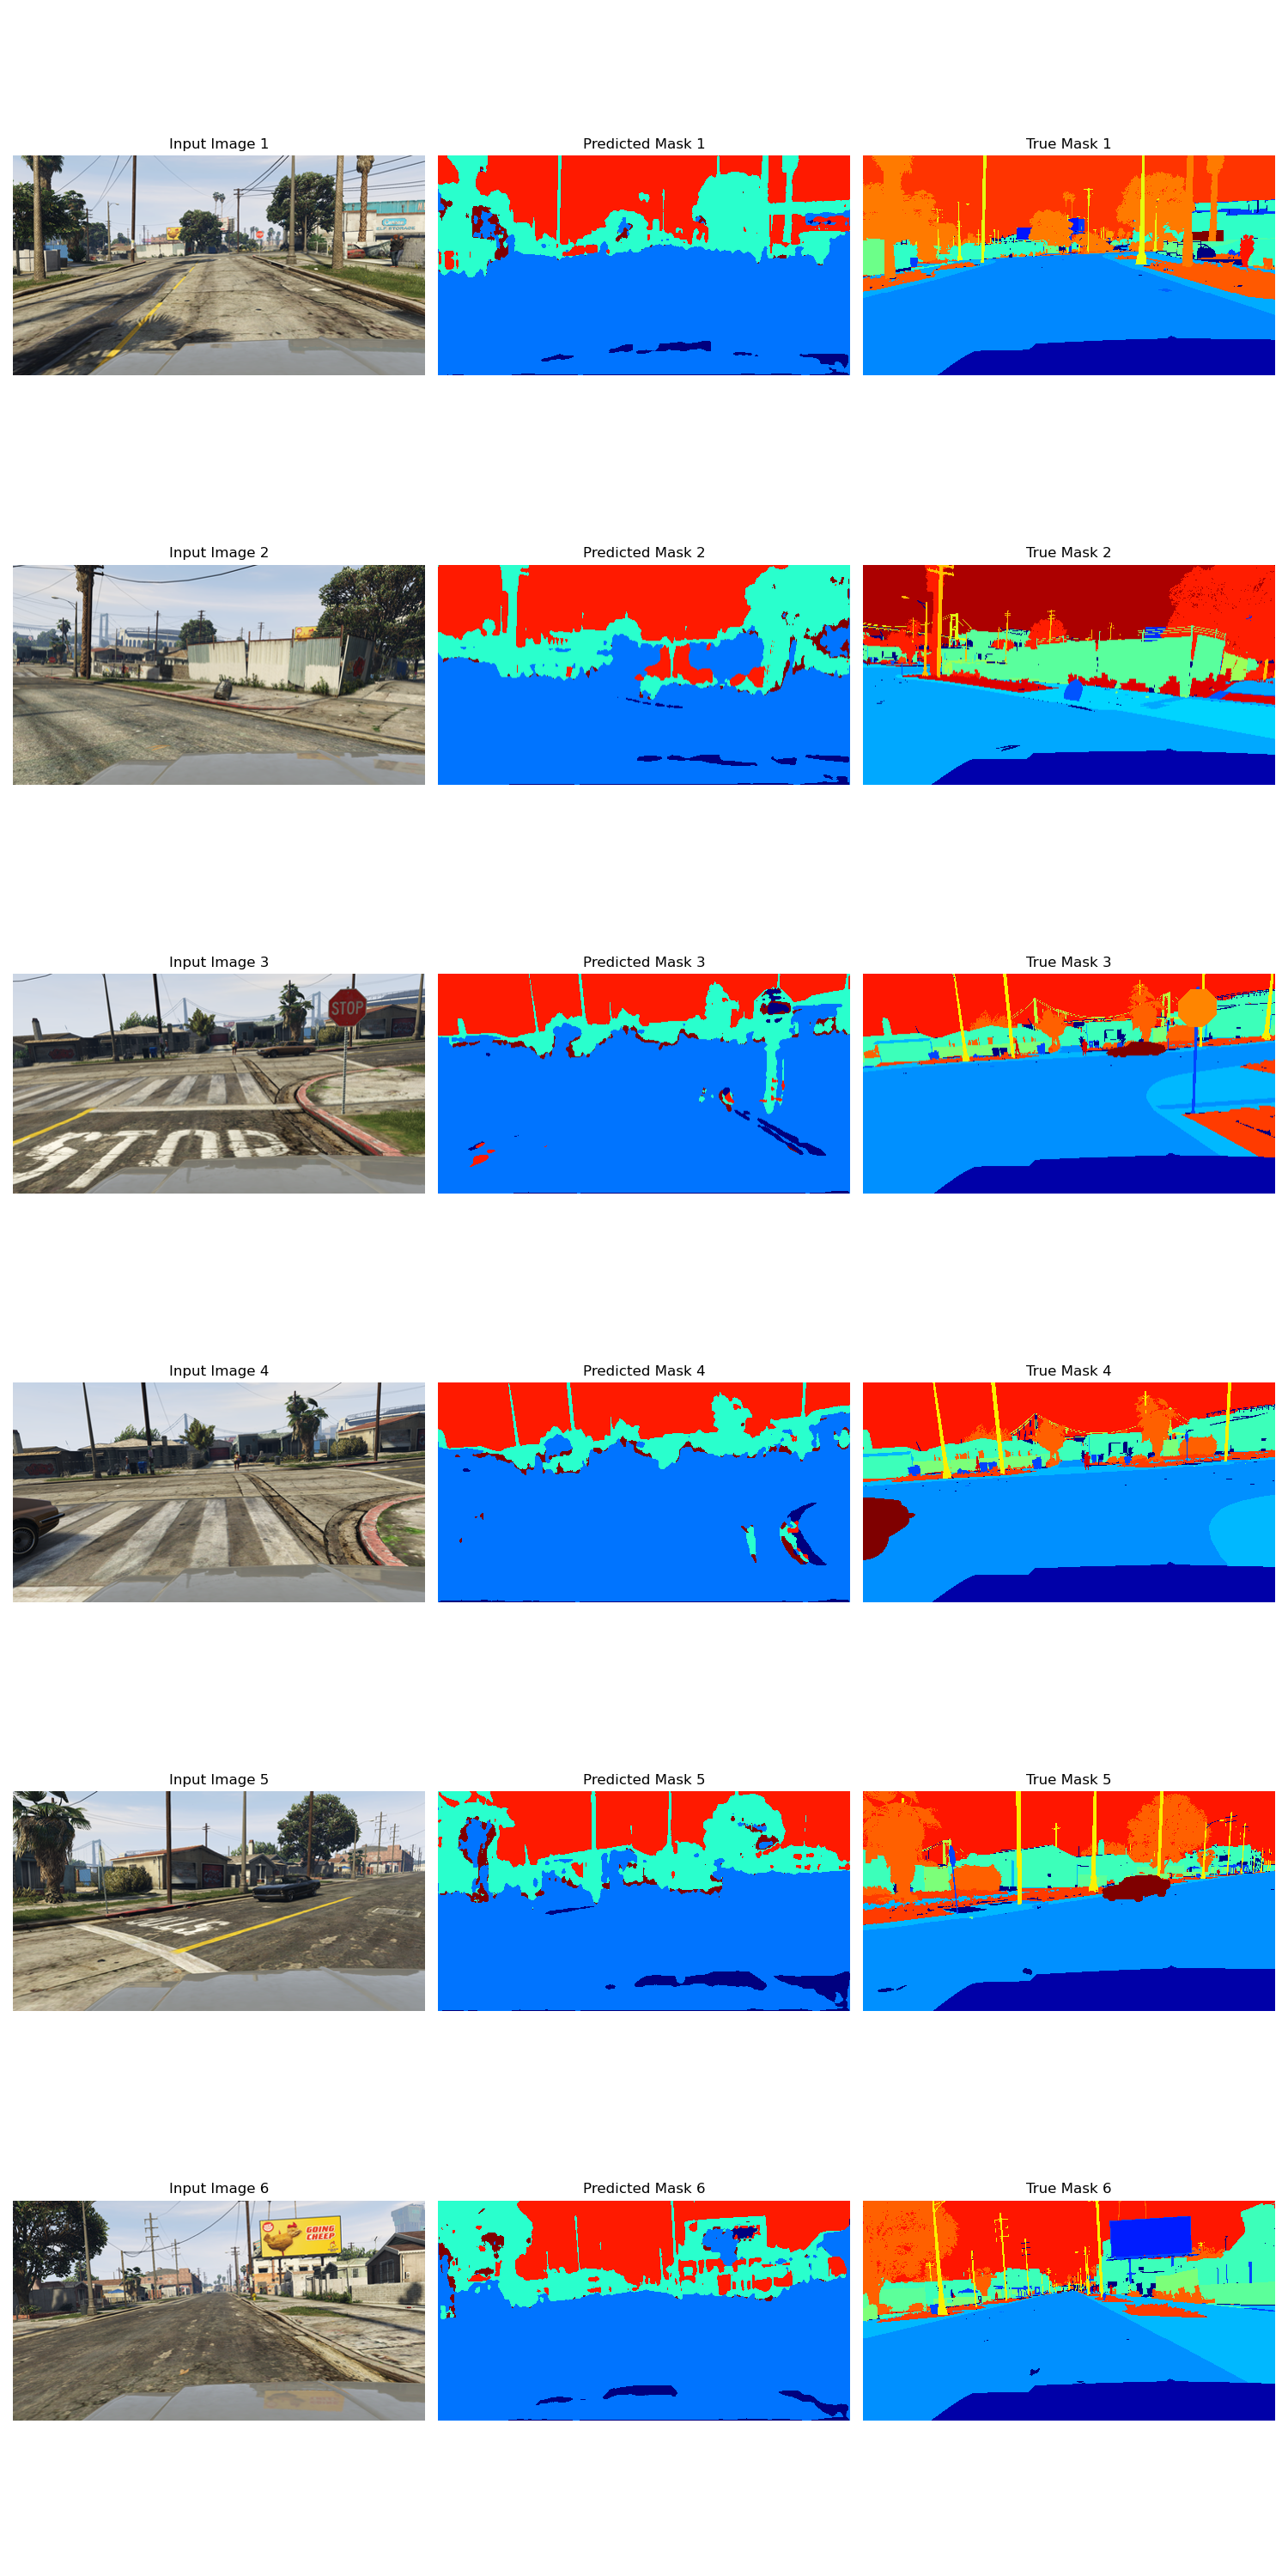 Input Image 1
Predicted Mask 1
True Mask 1
Input Image 2
Predicted Mask 2
True Mask 2
Input Image 3
Predicted Mask 3
True Mask 3
STOP
STOP
Input Image 4
Predicted Mask 4
True Mask 4
Input Image 5
Predicted Mask 5
True Mask 5
Input Image 6
Predicted Mask 6
True Mask 6
GOING
CHEEP